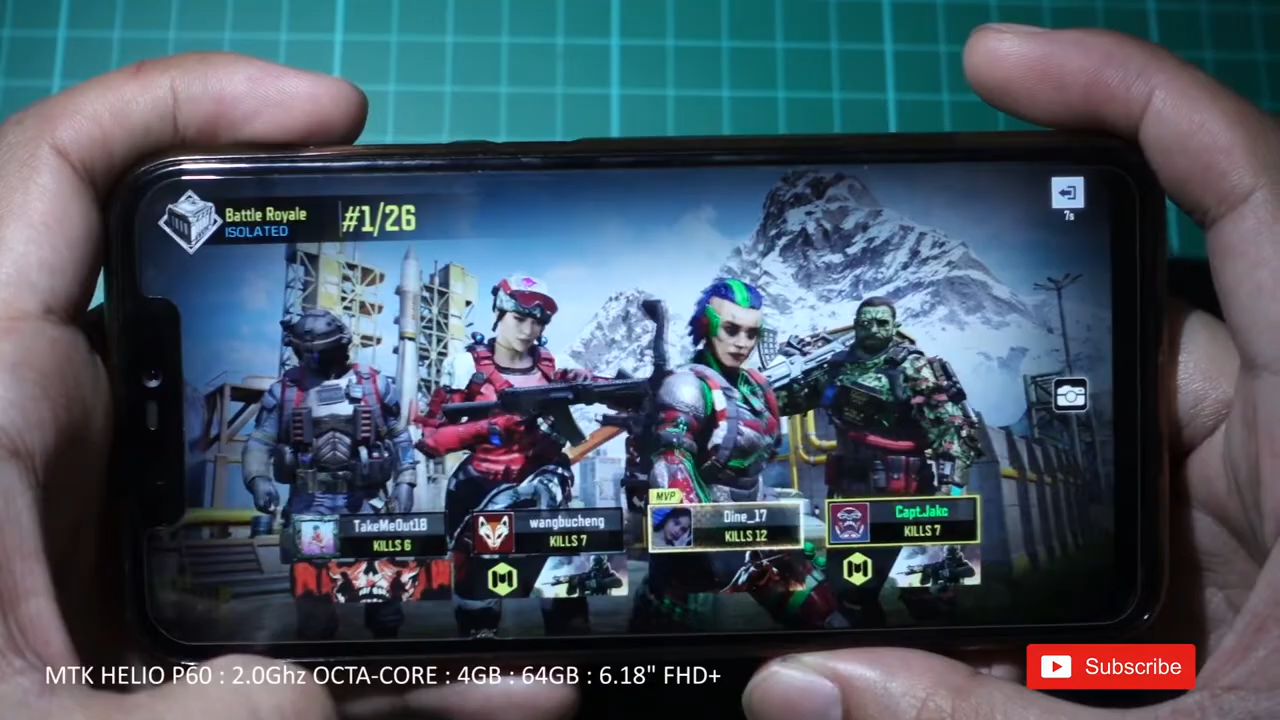 Battle Royale
ISOLATED
#1/26
7s
TakeMeOut18
KILLS 6
wangbucheng
KILLS 7
MVP
Dine_17
KILLS 12
Capt.Jakc
KILLS 7
MTK HELIO P60 : 2.0Ghz OCTA-CORE : 4GB : 64GB : 6.18" FHD+
Subscribe